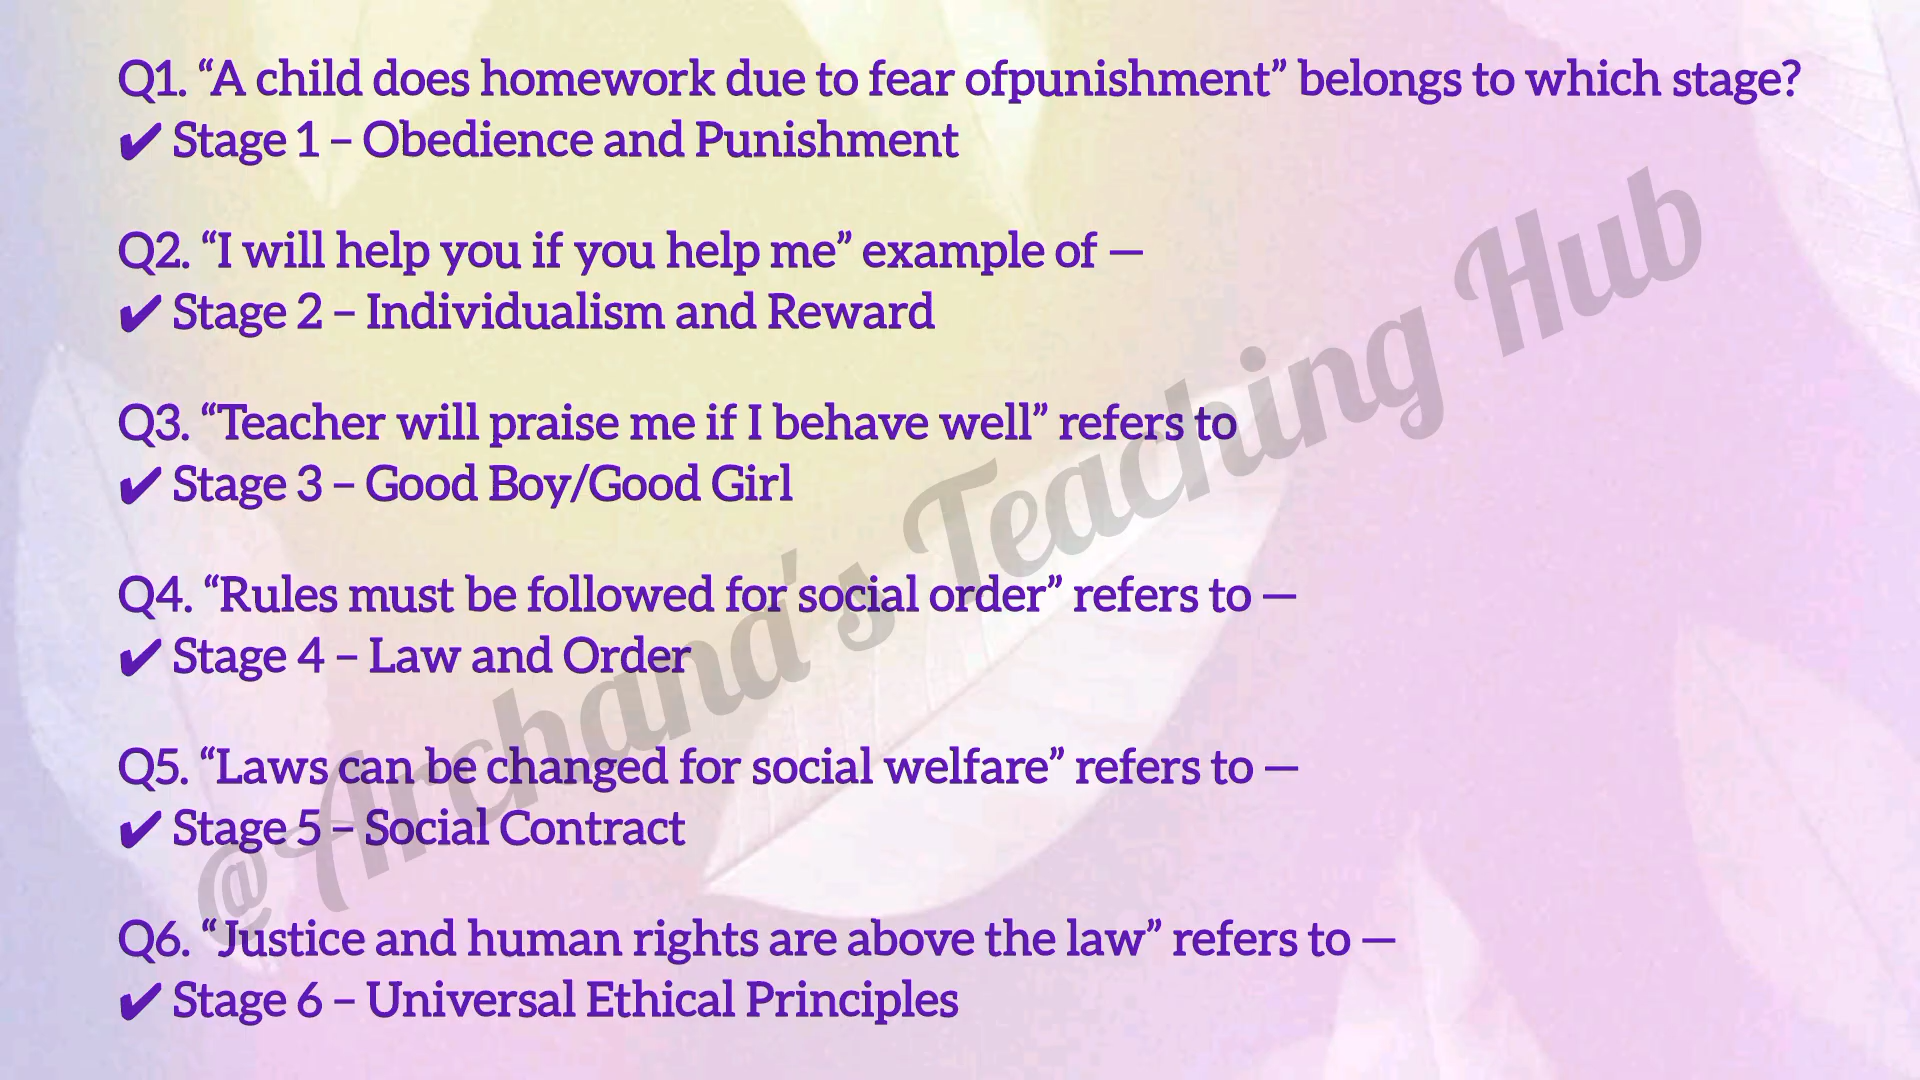 Q1. “A child does homework due to fear ofpunishment” belongs to which stage?
✔ Stage 1 – Obedience and Punishment
Q2. “I will help you if you help me” example of —
✔ Stage 2 – Individualism and Reward
Q3. “Teacher will praise me if I behave well” refers to
✔ Stage 3 – Good Boy/Good Girl
Q4. “Rules must be followed for social order” refers to —
✔ Stage 4 – Law and Order
Q5. “Laws can be changed for social welfare” refers to —
✔ Stage 5 – Social Contract
Q6. “Justice and human rights are above the law” refers to —
✔ Stage 6 – Universal Ethical Principles
@Archana's Teaching Hub